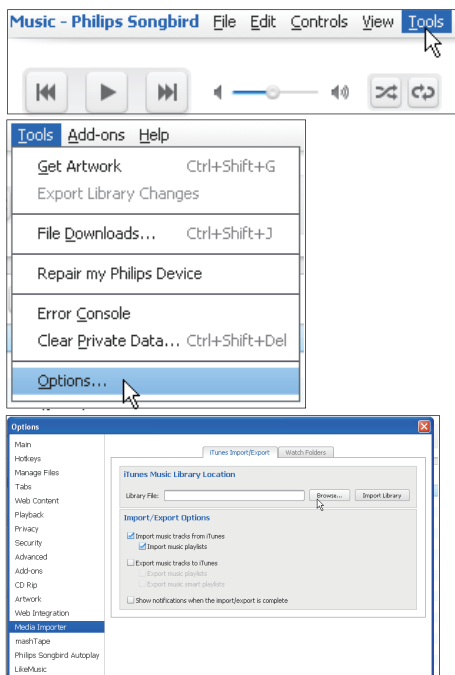 Music - Philips Songbird File Edit Controls View Tools
Tools Add-ons Help
Get Artwork Ctrl+Shift+G
Export Library Changes
File Downloads... Ctrl+Shift+J
Repair my Philips Device
Error Console
Clear Private Data... Ctrl+Shift+Del
Options...
Options
Main
Hotkeys
Manage Files
Tabs
Web Content
Playback
Privacy
Security
Advanced
Add-ons
CD Rip
Artwork
Web Integration
Media Importer
mashTape
Philips Songbird Autoplay
LikeMusic
iTunes Import/Export Watch Folders
iTunes Music Library Location
Library File: Browse... Import Library
Import/Export Options
Import music tracks from iTunes
Import music playlists
Export music tracks to iTunes
Export music playlists
Export music smart playlists
Show notifications when the import/export is complete